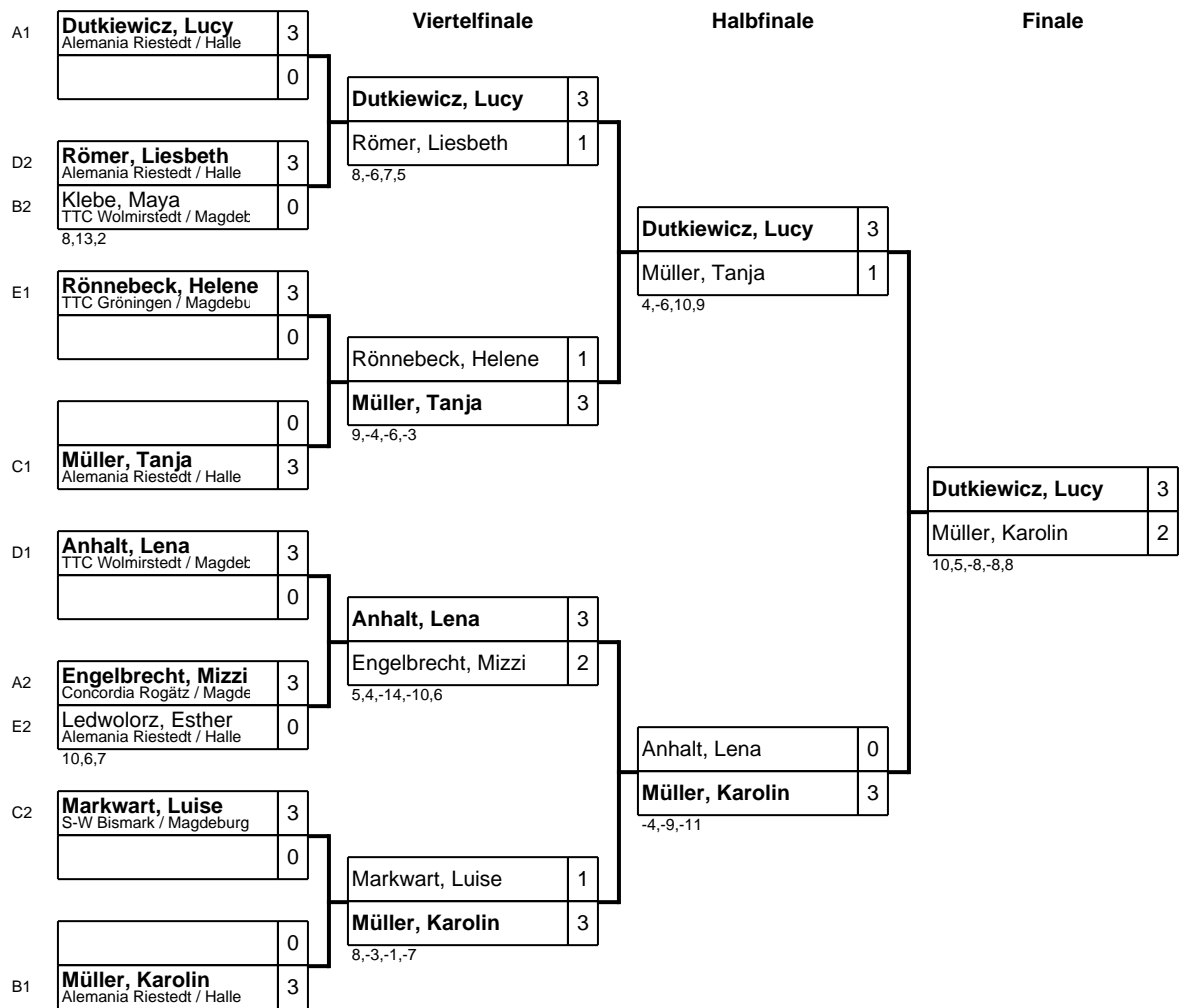 Viertelfinale
Halbfinale
Finale
A1
Dutkiewicz, Lucy 3
Alemania Riestedt / Halle
0
D2
Römer, Liesbeth 3
Alemania Riestedt / Halle
B2
Klebe, Maya 0
TTC Wolmirstedt / Magdeb
8,13,2
E1
Rönnebeck, Helene 3
TTC Gröningen / Magdebu
0
0
C1
Müller, Tanja 3
Alemania Riestedt / Halle
D1
Anhalt, Lena 3
TTC Wolmirstedt / Magdeb
0
A2
Engelbrecht, Mizzi 3
Concordia Rogätz / Magde
E2
Ledwolorz, Esther 0
Alemania Riestedt / Halle
10,6,7
C2
Markwart, Luise 3
S-W Bismark / Magdeburg
0
0
B1
Müller, Karolin 3
Alemania Riestedt / Halle
Dutkiewicz, Lucy 3
Römer, Liesbeth 1
8,-6,7,5
Rönnebeck, Helene 1
Müller, Tanja 3
9,-4,-6,-3
Anhalt, Lena 3
Engelbrecht, Mizzi 2
5,4,-14,-10,6
Markwart, Luise 1
Müller, Karolin 3
8,-3,-1,-7
Dutkiewicz, Lucy 3
Müller, Tanja 1
4,-6,10,9
Anhalt, Lena 0
Müller, Karolin 3
-4,-9,-11
Dutkiewicz, Lucy 3
Müller, Karolin 2
10,5,-8,-8,8